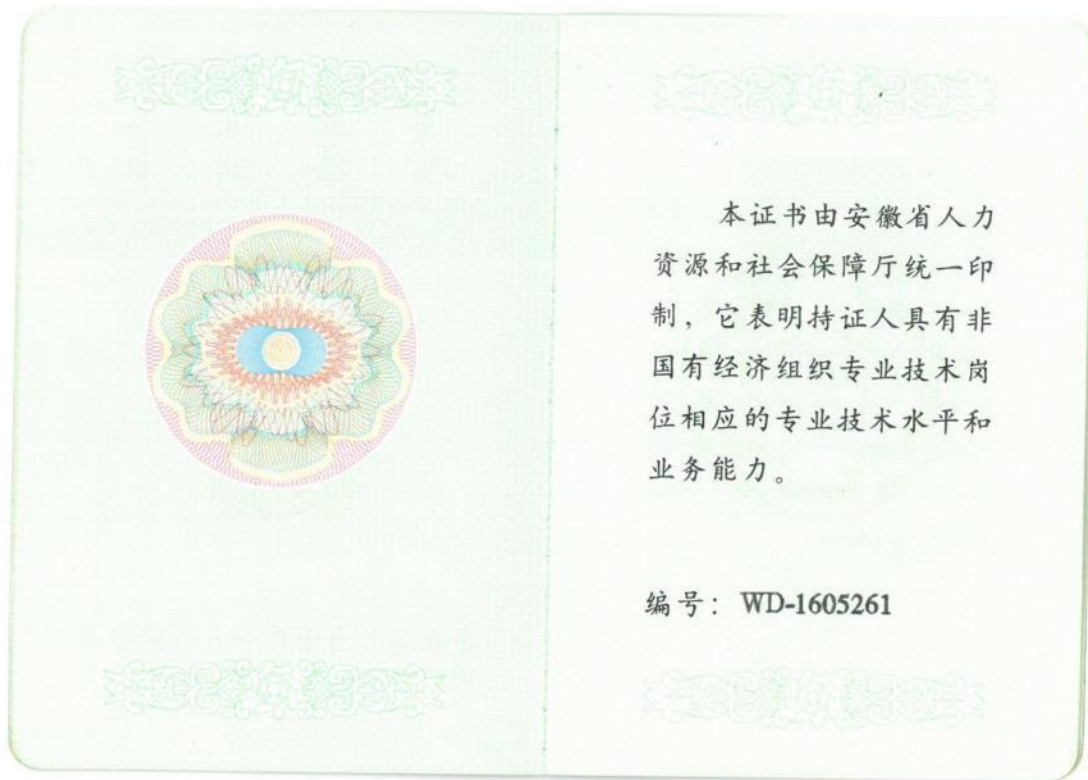 本证书由安徽省人力
资源和社会保障厅统一印
制，它表明持证人具有非
国有经济组织专业技术岗
位相应的专业技术水平和
业务能力。
编号：WD-1605261